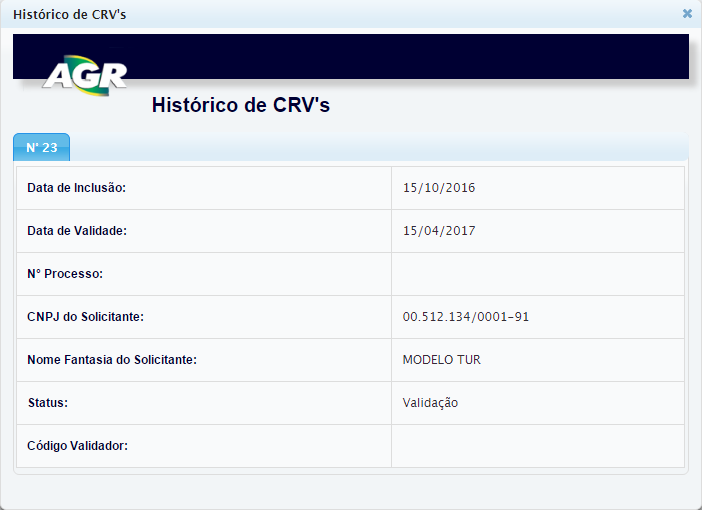 Histórico de CRV's
AGR
Histórico de CRV's
N° 23
Data de Inclusão: 15/10/2016
Data de Validade: 15/04/2017
N° Processo:
CNPJ do Solicitante: 00.512.134/0001-91
Nome Fantasia do Solicitante: MODELO TUR
Status: Validação
Código Validador: